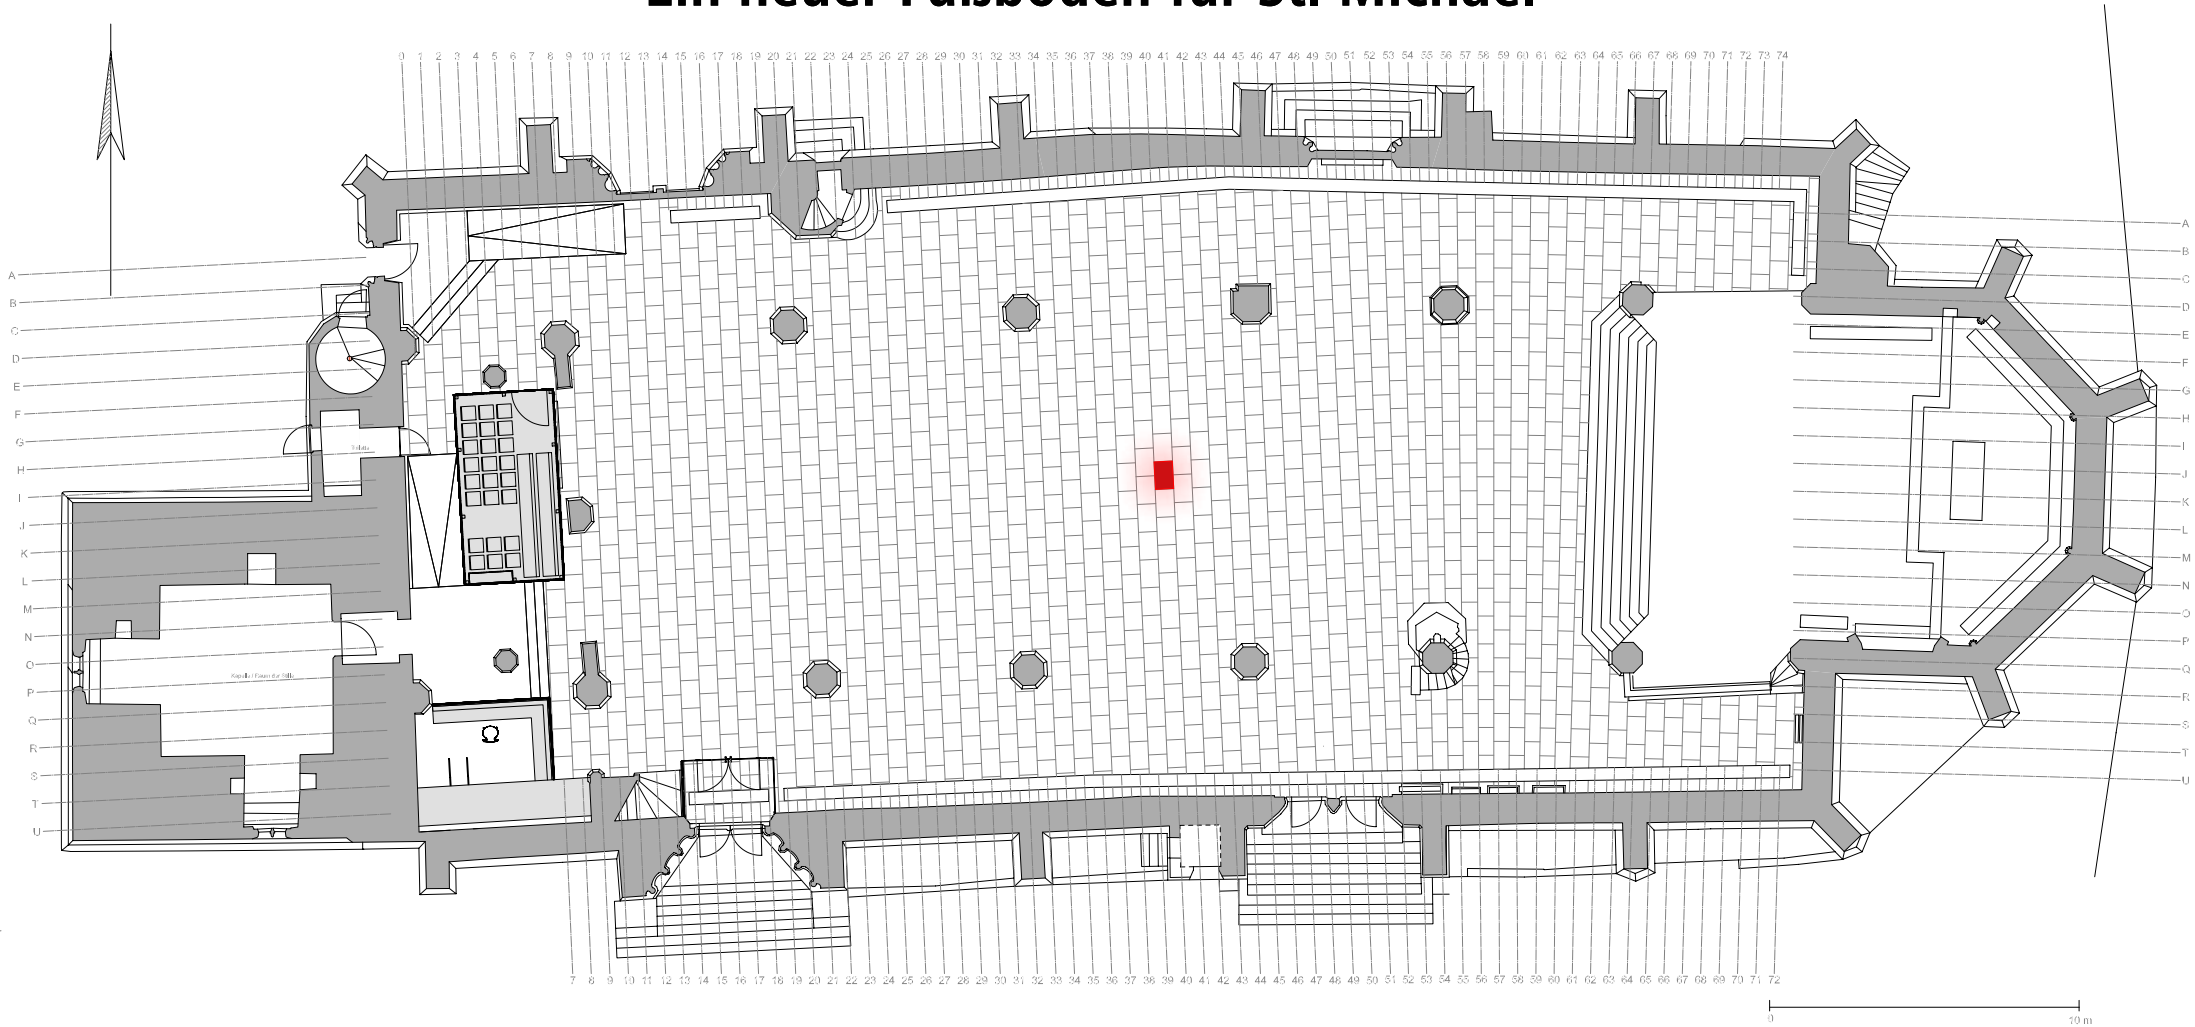 Ein neuer Fußboden für St. Michael
0 1 2 3 4 5 6 7 8 9 10 11 12 13 14 15 16 17 18 19 20 21 22 23 24 25 26 27 28 29 30 31 32 33 34 35 36 37 38 39 40 41 42 43 44 45 46 47 48 49 50 51 52 53 54 55 56 57 58 59 60 61 62 63 64 65 66 67 68 69 70 71 72 73 74
A
B
C
D
E
F
G
H
I
J
K
L
M
N
O
P
Q
R
S
T
U
Kapelle / Raum der Stille
A
B
C
D
E
F
G
H
I
J
K
L
M
N
O
P
Q
R
S
T
U
7 8 9 10 11 12 13 14 15 16 17 18 19 20 21 22 23 24 25 26 27 28 29 30 31 32 33 34 35 36 37 38 39 40 41 42 43 44 45 46 47 48 49 50 51 52 53 54 55 56 57 58 59 60 61 62 63 64 65 66 67 68 69 70 71 72
0 10 m